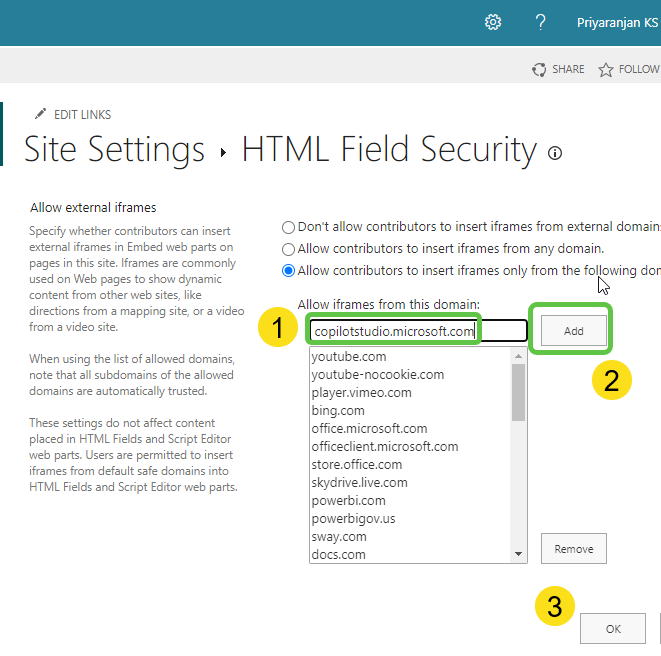 ?
Priyaranjan KS
SHARE
FOLLOW
EDIT LINKS
Site Settings ▸ HTML Field Security
Allow external iframes
Specify whether contributors can insert
external iframes in Embed web parts on
pages in this site. Iframes are commonly
used on Web pages to show dynamic
content from other web sites, like
directions from a mapping site, or a video
from a video site.
When using the list of allowed domains,
note that all subdomains of the allowed
domains are automatically trusted.
These settings do not affect content
placed in HTML Fields and Script Editor
web parts. Users are permitted to insert
iframes from default safe domains into
HTML Fields and Script Editor web parts.
Don't allow contributors to insert iframes from external domain
Allow contributors to insert iframes from any domain.
Allow contributors to insert iframes only from the following dom
Allow iframes from this domain:
1
copilotstudio.microsoft.com
Add
2
youtube.com
youtube-nocookie.com
player.vimeo.com
bing.com
office.microsoft.com
officeclient.microsoft.com
store.office.com
skydrive.live.com
powerbi.com
powerbigov.us
sway.com
docs.com
Remove
3
OK